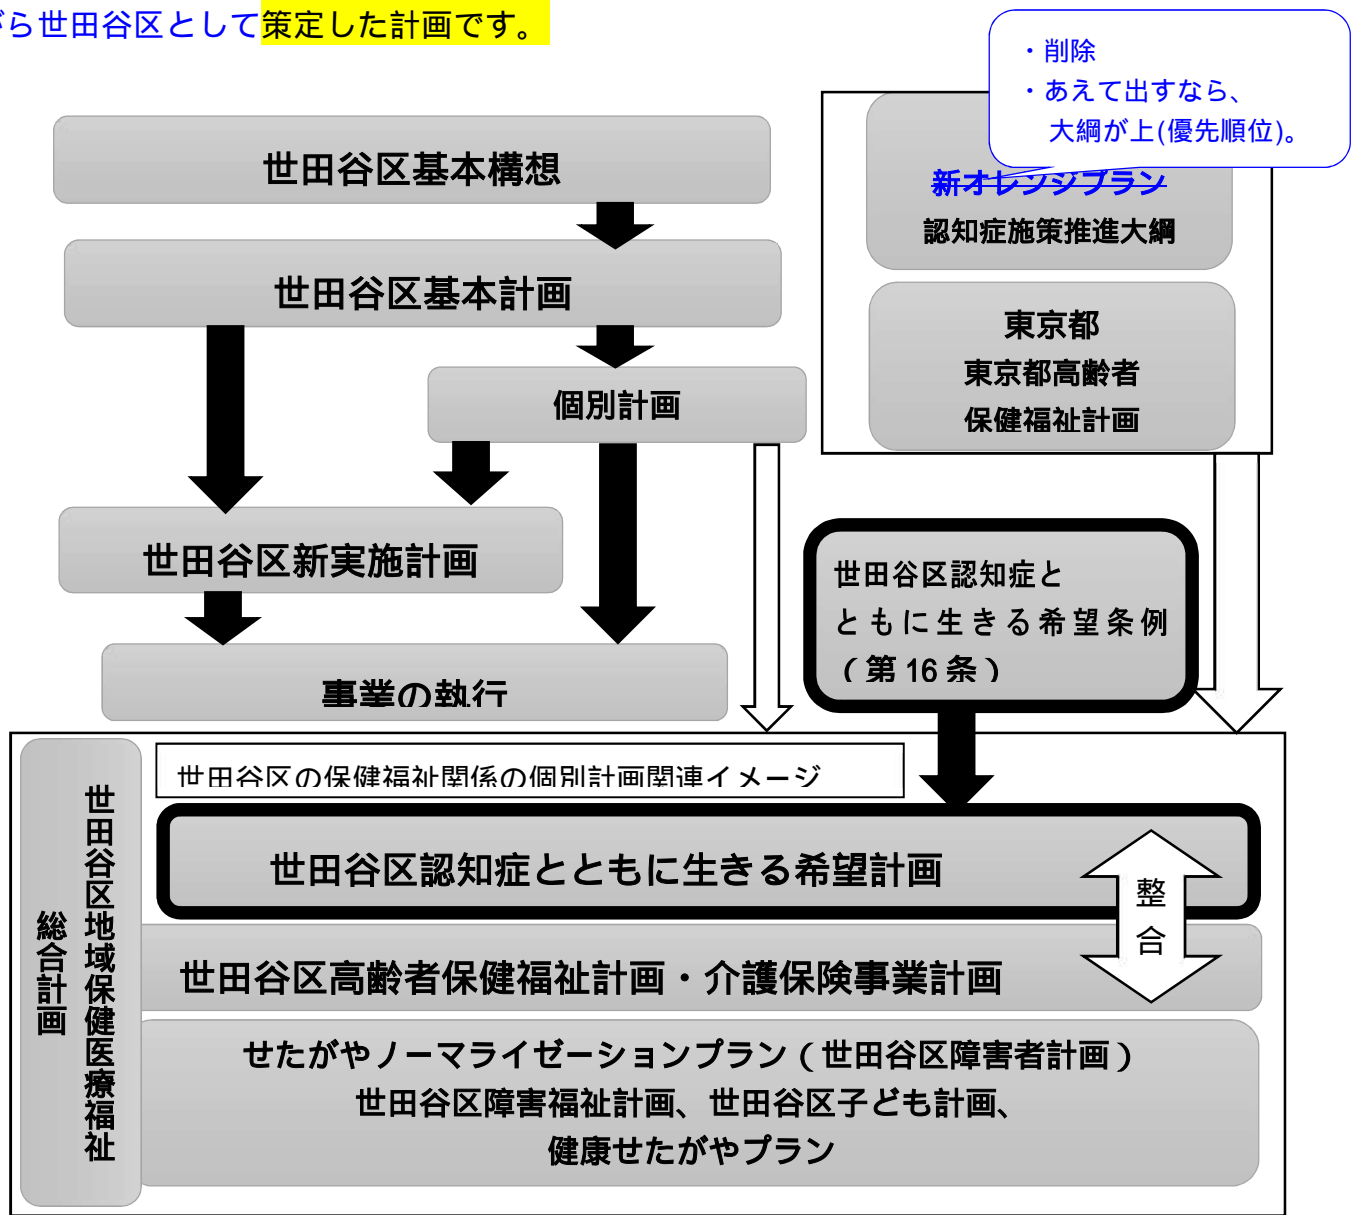 がら世田谷区として策定した計画です。
・削除
・あえて出すなら、
大綱が上(優先順位)。
世田谷区基本構想
新オレンジプラン
認知症施策推進大綱
世田谷区基本計画
東京都
東京都高齢者
保健福祉計画
個別計画
世田谷区新実施計画
世田谷区認知症と
ともに生きる希望条例
（第16条）
事業の執行
世田谷区の保健福祉関係の個別計画関連イメージ
世田谷区地域保健医療福祉
総合計画
世田谷区認知症とともに生きる希望計画
整合
世田谷区高齢者保健福祉計画・介護保険事業計画
せたがやノーマライゼーションプラン（世田谷区障害者計画）
世田谷区障害福祉計画、世田谷区子ども計画、
健康せたがやプラン